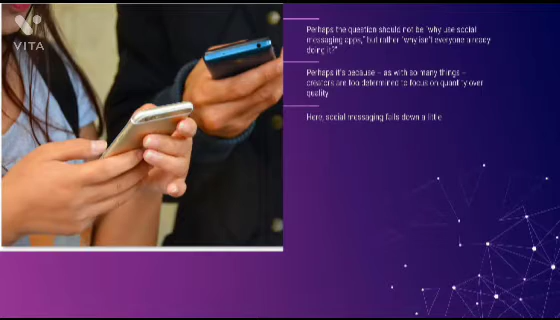 VITA
Perhaps the question should not be "why use social
messaging apps," but rather "why isn't everyone already
doing it?"
Perhaps it's because – as with so many things –
creators are too determined to focus on quantity over
quality.
Here, social messaging falls down a little